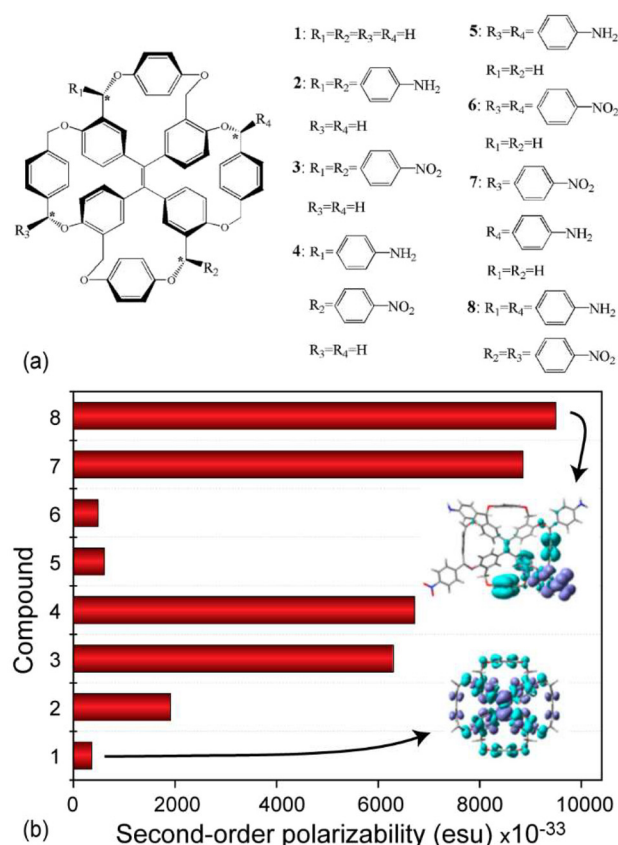 (a)
O O
R₁ *
O O R₄
*
*
O O
R₃
* R₂
O O
1: R₁=R₂=R₃=R₄=H
2: R₁=R₂= NH₂
R₃=R₄=H
3: R₁=R₂= NO₂
R₃=R₄=H
4: R₁= NH₂
R₂= NO₂
R₃=R₄=H
5: R₃=R₄= NH₂
R₁=R₂=H
6: R₃=R₄= NO₂
R₁=R₂=H
7: R₃= NO₂
R₄= NH₂
R₁=R₂=H
8: R₁=R₄= NH₂
R₂=R₃= NO₂
(b)
Compound
8
7
6
5
4
3
2
1
0 2000 4000 6000 8000 10000
Second-order polarizability (esu) x10⁻³³